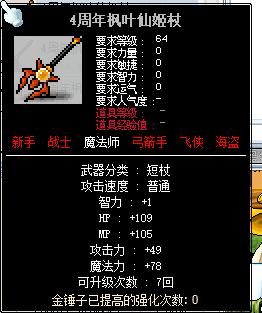 4周年枫叶仙姬杖
要求等级: 64
要求力量: 0
要求敏捷: 0
要求智力: 0
要求运气: 0
要求人气度: -
道具等级: -
道具经验值: -
新手 战士 魔法师 弓箭手 飞侠 海盗
武器分类: 短杖
攻击速度: 普通
智力: +1
HP: +109
MP: +105
攻击力: +49
魔法力: +78
可升级次数: 7回
金锤子已提高的强化次数: 0